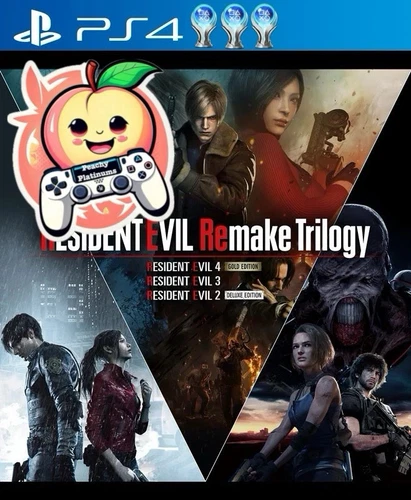 PS4
Peachy
Platinums
RESIDENT EVIL Remake Trilogy
RESIDENT EVIL 4 GOLD EDITION
RESIDENT EVIL 3
RESIDENT EVIL 2 DELUXE EDITION